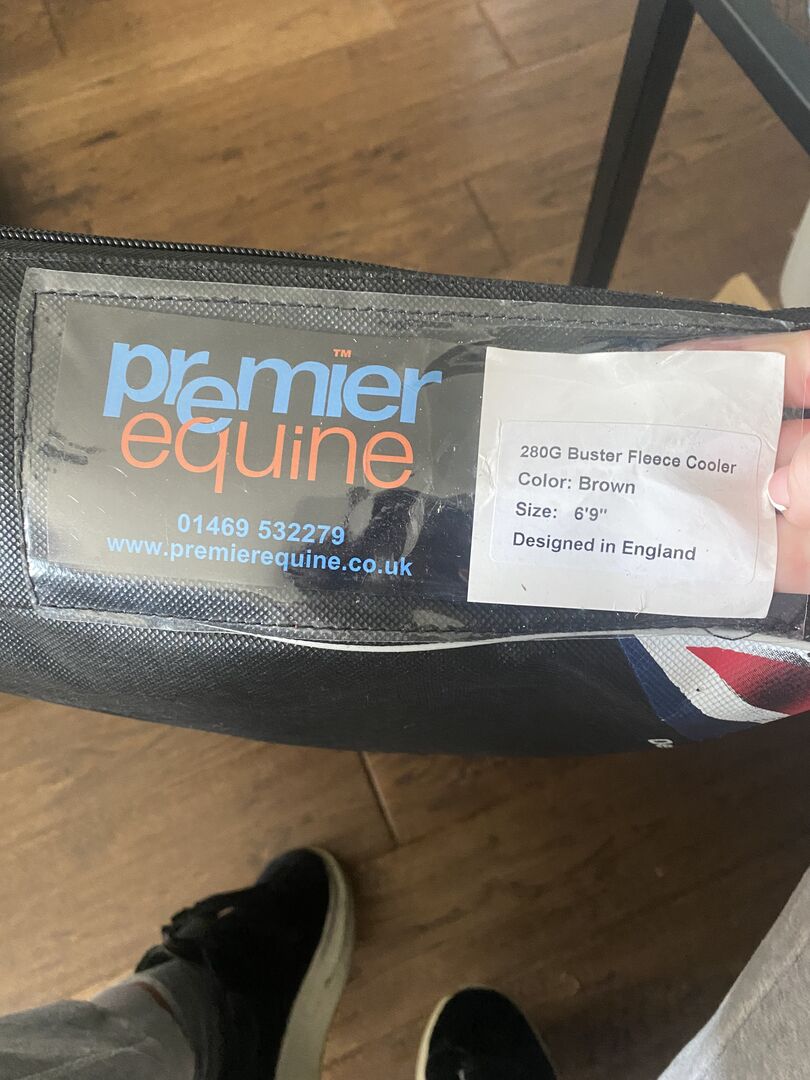 premier™
equine
01469 532279
www.premierequine.co.uk
280G Buster Fleece Cooler
Color: Brown
Size: 6'9"
Designed in England